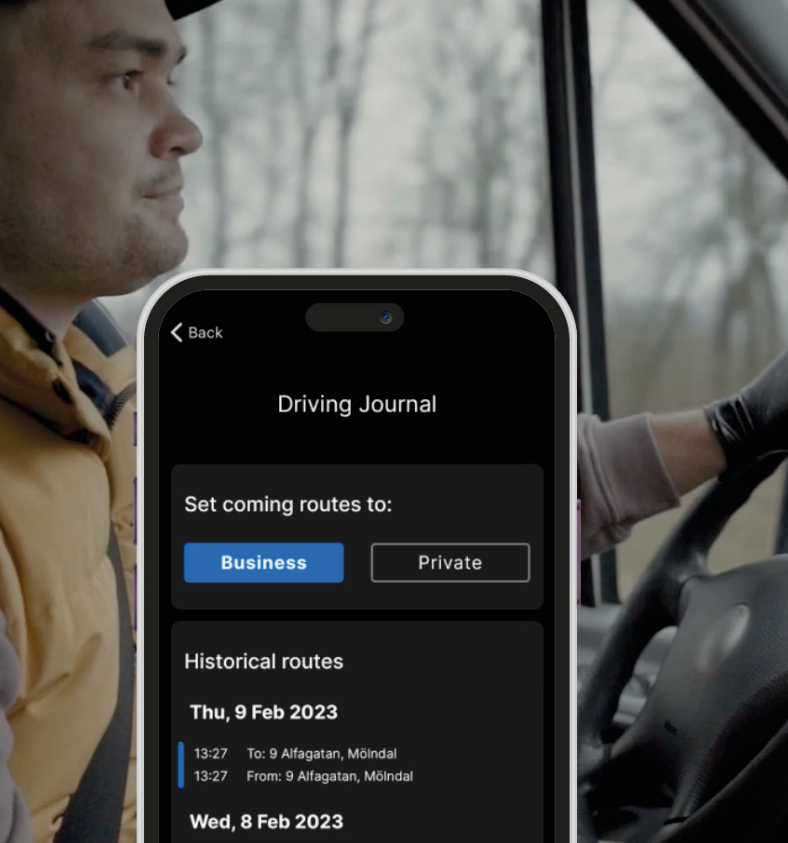 Back
Driving Journal
Set coming routes to:
Business Private
Historical routes
Thu, 9 Feb 2023
13:27 To: 9 Alfagatan, Mölndal
13:27 From: 9 Alfagatan, Mölndal
Wed, 8 Feb 2023